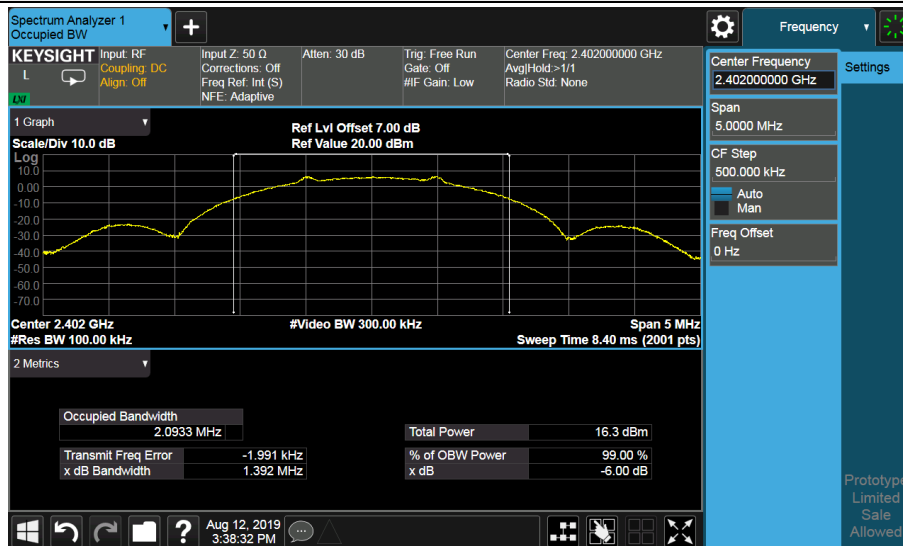 Spectrum Analyzer 1
Occupied BW
Frequency
KEYSIGHT
L
LXI
Input: RF
Coupling: DC
Align: Off
Input Z: 50 Ω
Corrections: Off
Freq Ref: Int (S)
NFE: Adaptive
Atten: 30 dB
Trig: Free Run
Gate: Off
#IF Gain: Low
Center Freq: 2.402000000 GHz
Avg|Hold:>1/1
Radio Std: None
1 Graph
Scale/Div 10.0 dB
Ref Lvl Offset 7.00 dB
Ref Value 20.00 dBm
Log
10.0
0.00
-10.0
-20.0
-30.0
-40.0
-50.0
-60.0
-70.0
Center 2.402 GHz
#Video BW 300.00 kHz
Span 5 MHz
#Res BW 100.00 kHz
Sweep Time 8.40 ms (2001 pts)
2 Metrics
Occupied Bandwidth
2.0933 MHz
Total Power 16.3 dBm
Transmit Freq Error -1.991 kHz
% of OBW Power 99.00 %
x dB Bandwidth 1.392 MHz
x dB -6.00 dB
Center Frequency
2.402000000 GHz
Span
5.0000 MHz
CF Step
500.000 kHz
Auto
Man
Freq Offset
0 Hz
Settings
Prototype
Limited
Sale
Allowed
?
Aug 12, 2019
3:38:32 PM